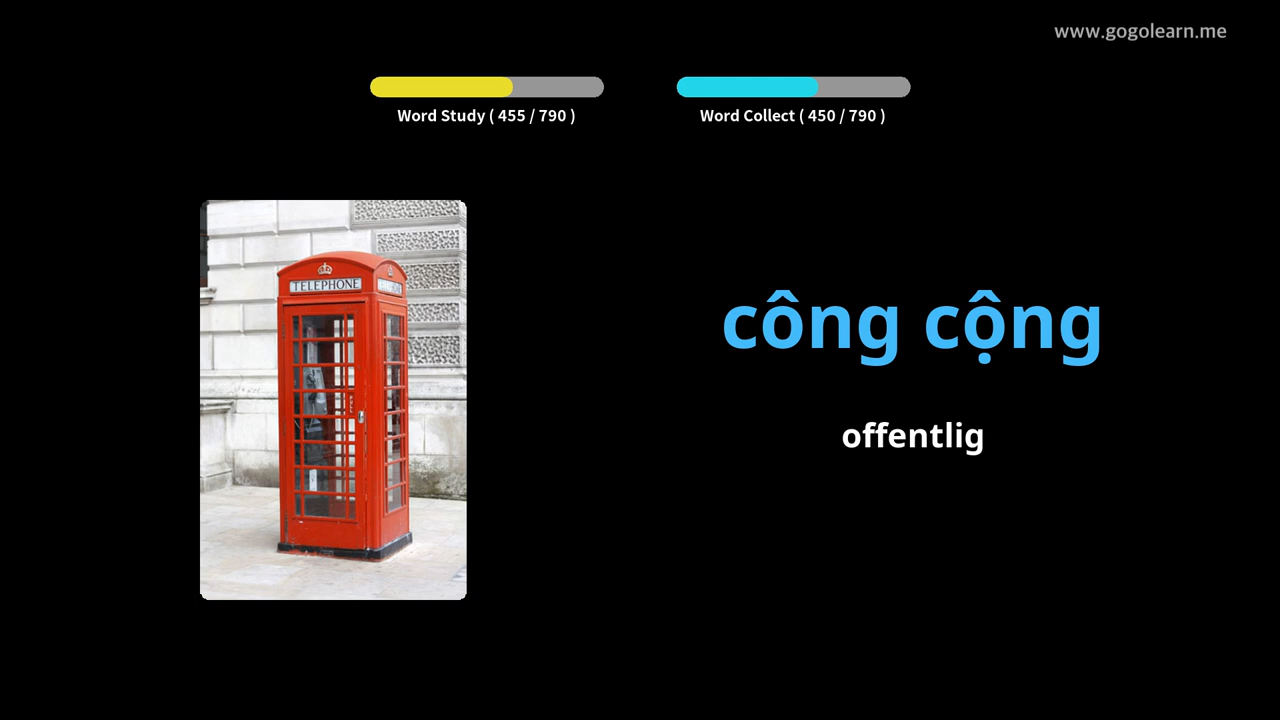 www.gogolearn.me
Word Study ( 455 / 790 )
Word Collect ( 450 / 790 )
TELEPHONE
công cộng
offentlig